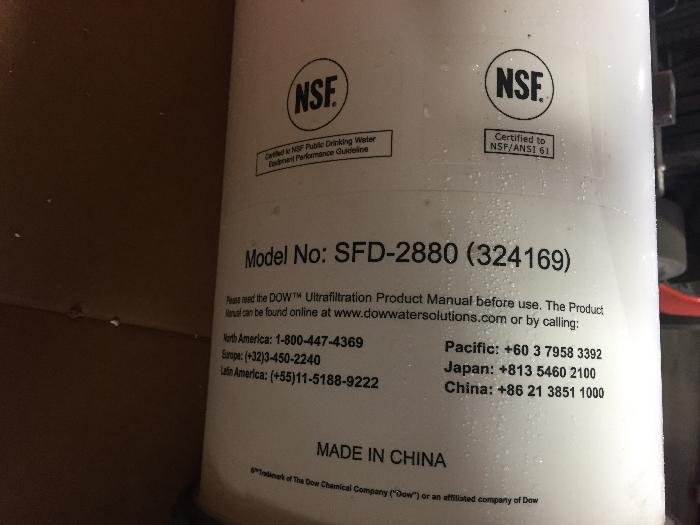 NSF®
NSF®
Certified to NSF Public Drinking Water
Equipment Performance Guideline
Certified to
NSF/ANSI 61
Model No: SFD-2880 (324169)
Please read the DOW™ Ultrafiltration Product Manual before use. The Product
Manual can be found online at www.dowwatersolutions.com or by calling:
North America: 1-800-447-4369
Europe: (+32)3-450-2240
Latin America: (+55)11-5188-9222
Pacific: +60 3 7958 3392
Japan: +813 5460 2100
China: +86 21 3851 1000
MADE IN CHINA
®™Trademark of The Dow Chemical Company ("Dow") or an affiliated company of Dow